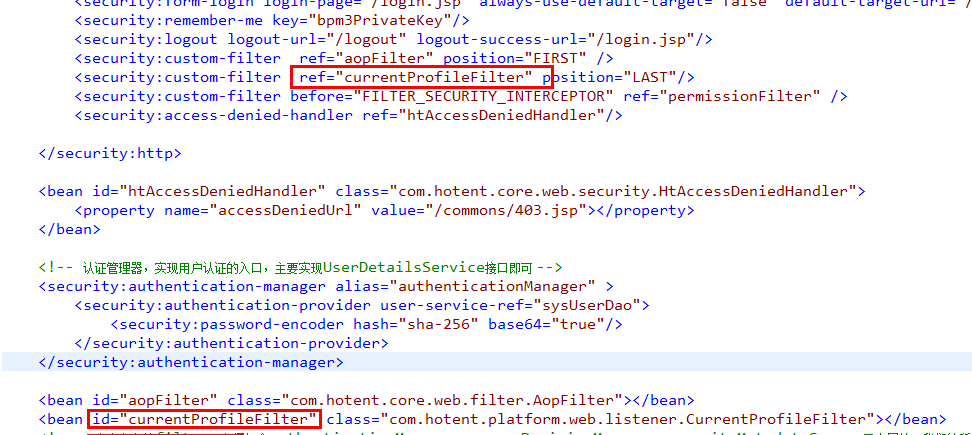 <security:form-login login-page="/login.jsp" always-use-default-target="false" default-target-url="/
<security:remember-me key="bpm3PrivateKey"/>
<security:logout logout-url="/logout" logout-success-url="/login.jsp"/>
<security:custom-filter  ref="aopFilter" position="FIRST" />
<security:custom-filter  ref="currentProfileFilter" position="LAST"/>
<security:custom-filter before="FILTER_SECURITY_INTERCEPTOR" ref="permissionFilter" />
<security:access-denied-handler ref="htAccessDeniedHandler"/>
</security:http>
<bean id="htAccessDeniedHandler" class="com.hotent.core.web.security.HtAccessDeniedHandler">
<property name="accessDeniedUrl" value="/commons/403.jsp"></property>
</bean>
<!-- 认证管理器，实现用户认证的入口，主要实现UserDetailsService接口即可 -->
<security:authentication-manager alias="authenticationManager" >
<security:authentication-provider user-service-ref="sysUserDao">
<security:password-encoder hash="sha-256" base64="true"/>
</security:authentication-provider>
</security:authentication-manager>
<bean id="aopFilter" class="com.hotent.core.web.filter.AopFilter"></bean>
<bean id="currentProfileFilter" class="com.hotent.platform.web.listener.CurrentProfileFilter"></bean>